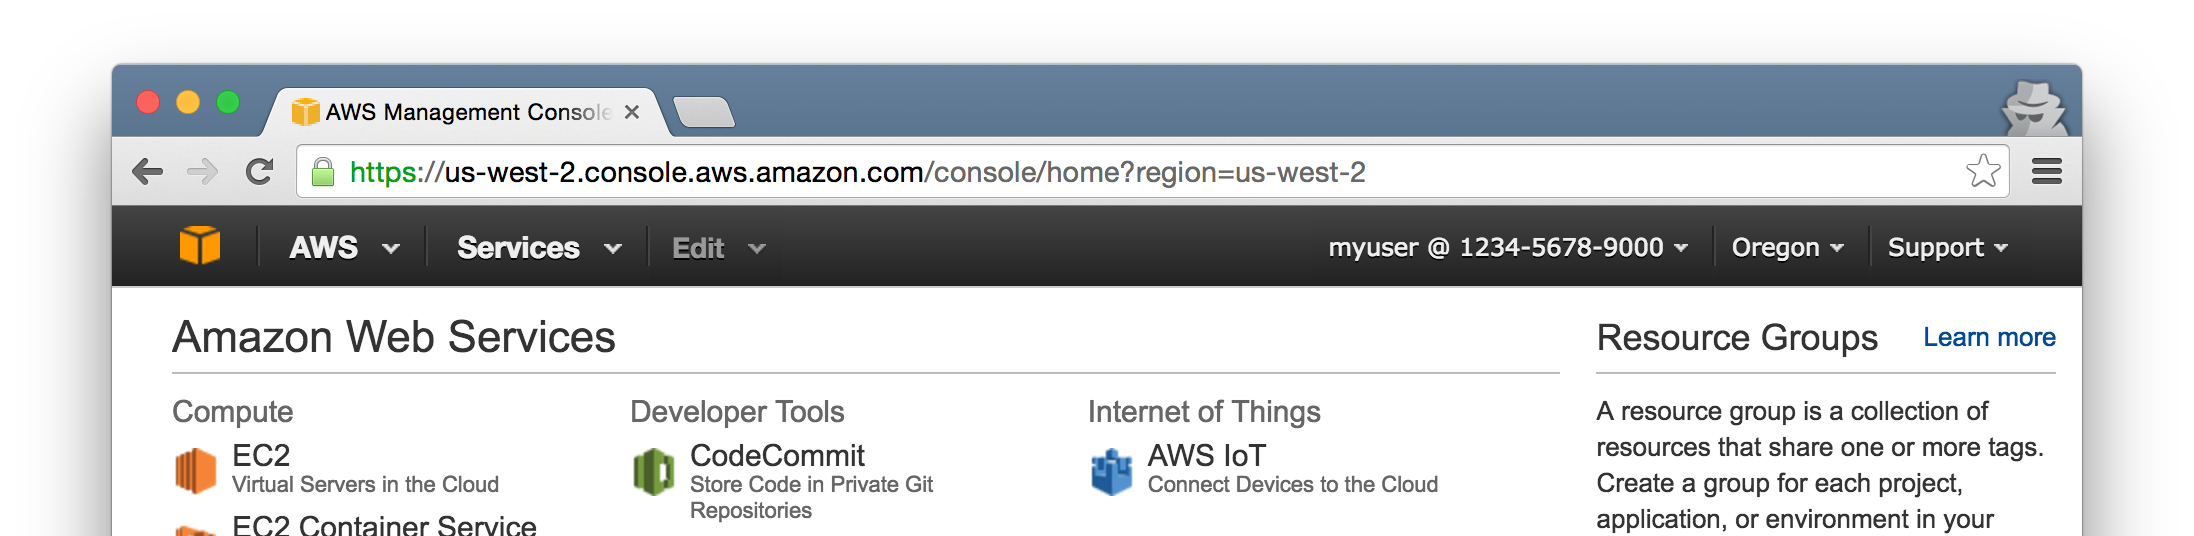 AWS Management Console
https://us-west-2.console.aws.amazon.com/console/home?region=us-west-2
AWS Services Edit myuser @ 1234-5678-9000 Oregon Support
Amazon Web Services
Resource Groups Learn more
Compute
EC2
Virtual Servers in the Cloud
EC2 Container Service
Developer Tools
CodeCommit
Store Code in Private Git
Repositories
Internet of Things
AWS IoT
Connect Devices to the Cloud
A resource group is a collection of
resources that share one or more tags.
Create a group for each project,
application, or environment in your